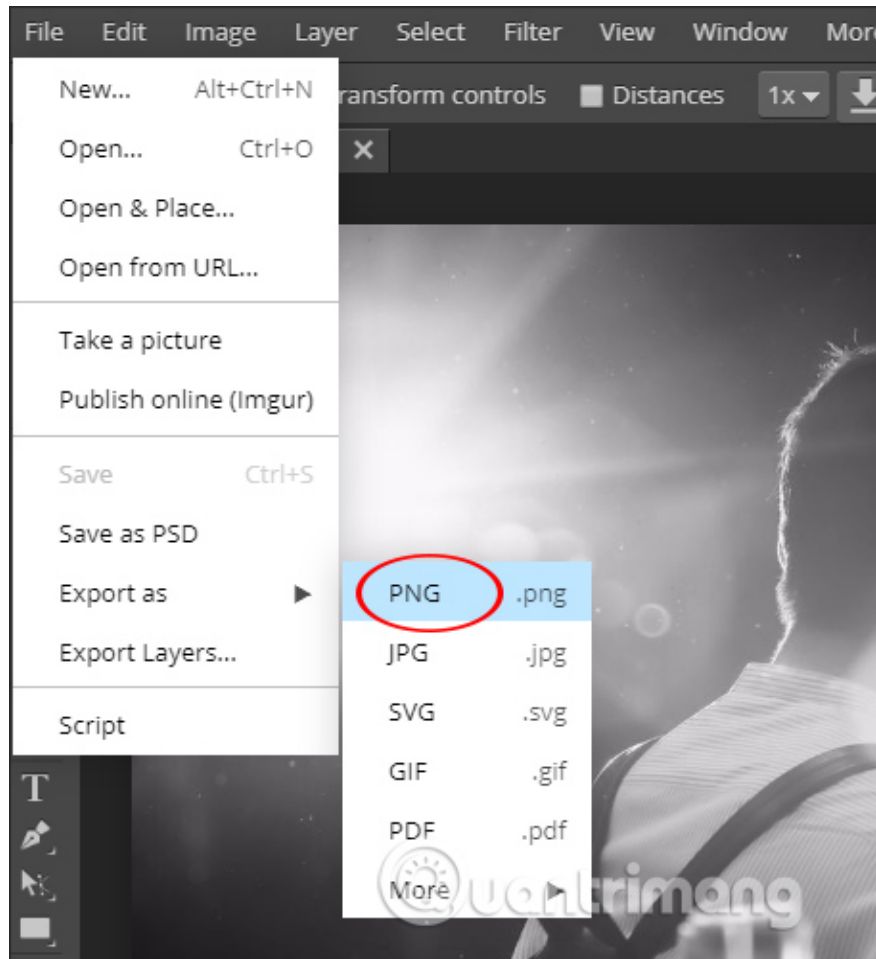 File Edit Image Layer Select Filter View Window More
New... Alt+Ctrl+N ransform controls Distances 1x
Open... Ctrl+O
Open & Place...
Open from URL...
Take a picture
Publish online (Imgur)
Save Ctrl+S
Save as PSD
Export as
PNG .png
Export Layers...
JPG .jpg
SVG .svg
Script
GIF .gif
T
PDF .pdf
More
uantrimang